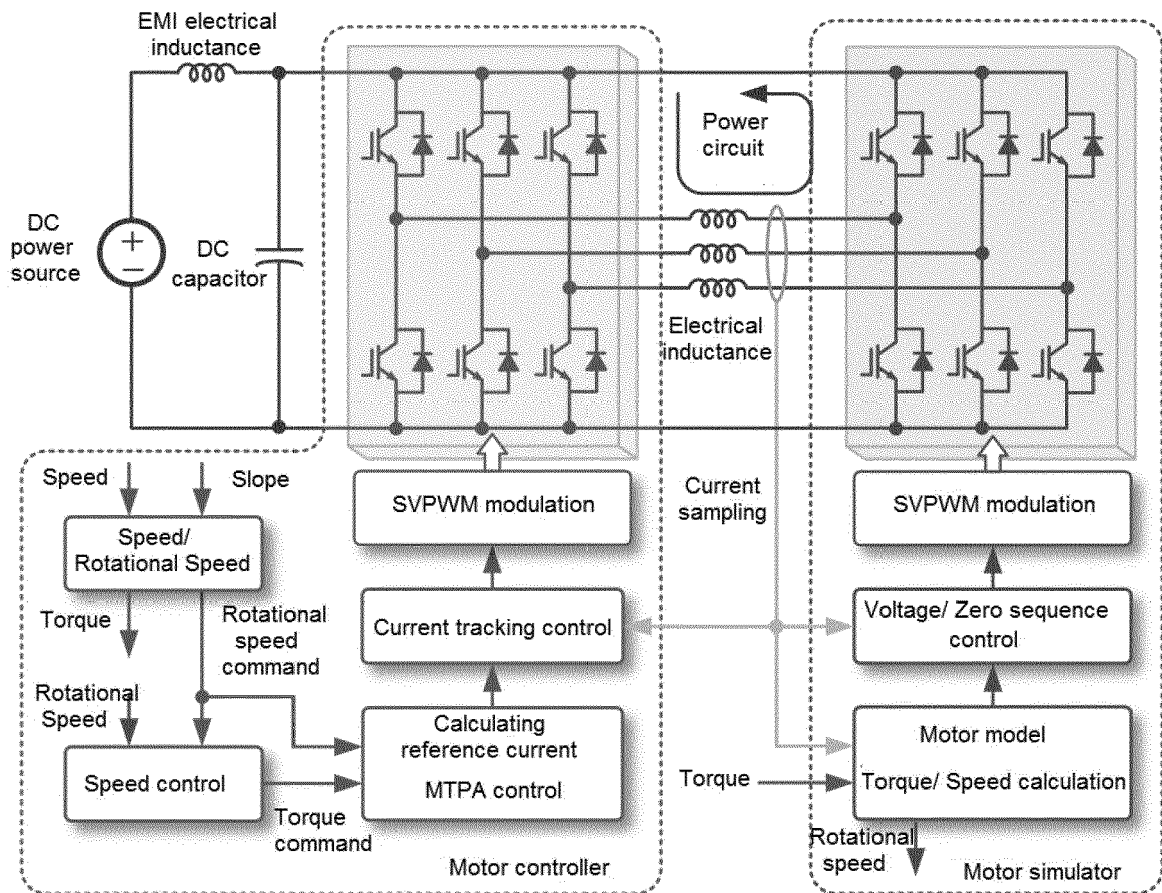 EMI electrical
inductance
DC
power
source
+
−
DC
capacitor
Power
circuit
Electrical
inductance
Speed
Slope
Speed/
Rotational Speed
Torque
Rotational
speed
command
Rotational
Speed
Speed control
Torque
command
SVPWM modulation
Current tracking control
Calculating
reference current
MTPA control
Motor controller
Current
sampling
SVPWM modulation
Voltage/ Zero sequence
control
Motor model
Torque/ Speed calculation
Torque
Rotational
speed
Motor simulator